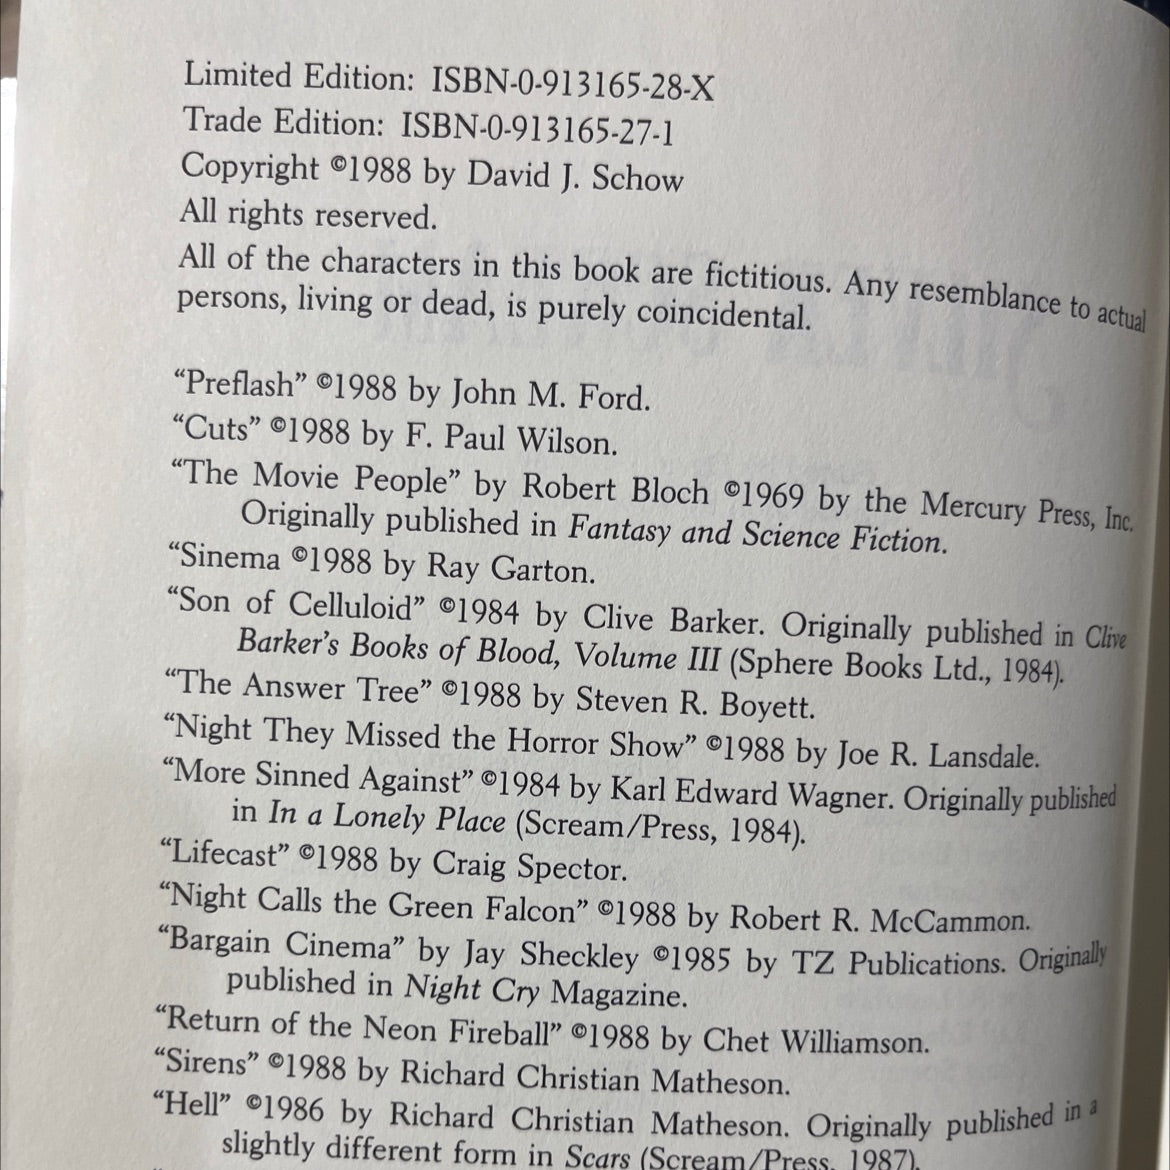 Limited Edition: ISBN-0-913165-28-X
Trade Edition: ISBN-0-913165-27-1
Copyright ©1988 by David J. Schow
All rights reserved.
All of the characters in this book are fictitious. Any resemblance to actual
persons, living or dead, is purely coincidental.
“Preflash” ©1988 by John M. Ford.
“Cuts” ©1988 by F. Paul Wilson.
“The Movie People” by Robert Bloch ©1969 by the Mercury Press, Inc.
Originally published in Fantasy and Science Fiction.
“Sinema ©1988 by Ray Garton.
“Son of Celluloid” ©1984 by Clive Barker. Originally published in Clive
Barker’s Books of Blood, Volume III (Sphere Books Ltd., 1984).
“The Answer Tree” ©1988 by Steven R. Boyett.
“Night They Missed the Horror Show” ©1988 by Joe R. Lansdale.
“More Sinned Against” ©1984 by Karl Edward Wagner. Originally published
in In a Lonely Place (Scream/Press, 1984).
“Lifecast” ©1988 by Craig Spector.
“Night Calls the Green Falcon” ©1988 by Robert R. McCammon.
“Bargain Cinema” by Jay Sheckley ©1985 by TZ Publications. Originally
published in Night Cry Magazine.
“Return of the Neon Fireball” ©1988 by Chet Williamson.
“Sirens” ©1988 by Richard Christian Matheson.
“Hell” ©1986 by Richard Christian Matheson. Originally published in a
slightly different form in Scars (Scream/Press, 1987).